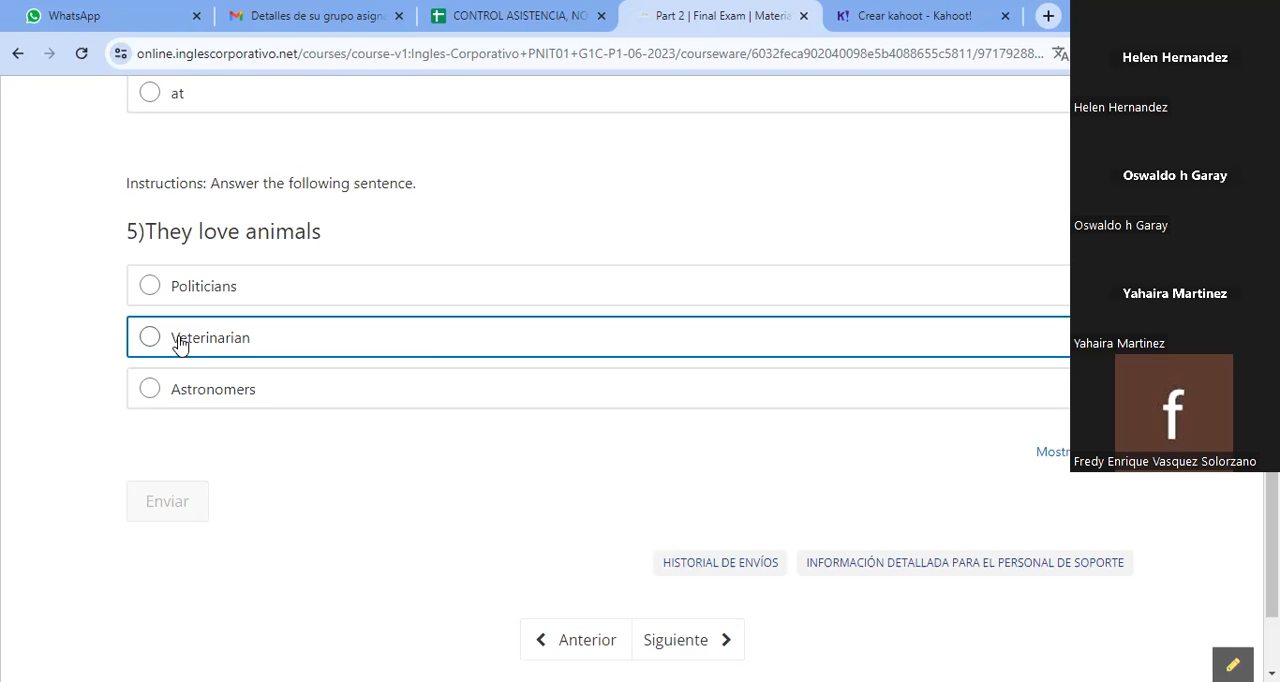 WhatsApp
Detalles de su grupo asigna
CONTROL ASISTENCIA, NO
Part 2 | Final Exam | Materia
K! Crear kahoot - Kahoot!
online.inglescorporativo.net/courses/course-v1:Ingles-Corporativo+PNIT01+G1C-P1-06-2023/courseware/6032feca902040098e5b4088655c5811/97179288...
at
Instructions: Answer the following sentence.
5)They love animals
Politicians
Veterinarian
Astronomers
Mostr
Enviar
HISTORIAL DE ENVÍOS
INFORMACIÓN DETALLADA PARA EL PERSONAL DE SOPORTE
Anterior
Siguiente
Helen Hernandez
Helen Hernandez
Oswaldo h Garay
Oswaldo h Garay
Yahaira Martinez
Yahaira Martinez
f
Fredy Enrique Vasquez Solorzano